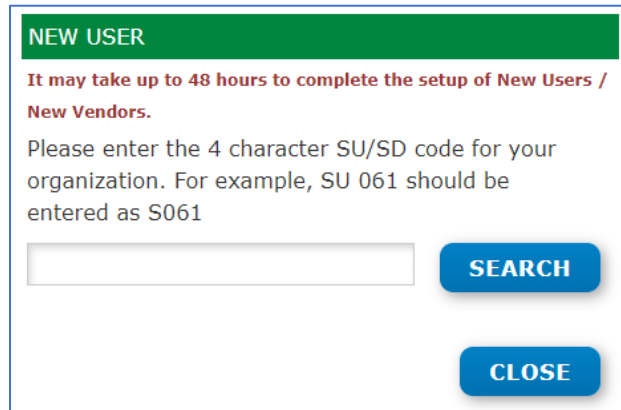 NEW USER
It may take up to 48 hours to complete the setup of New Users /
New Vendors.
Please enter the 4 character SU/SD code for your
organization. For example, SU 061 should be
entered as S061
SEARCH
CLOSE